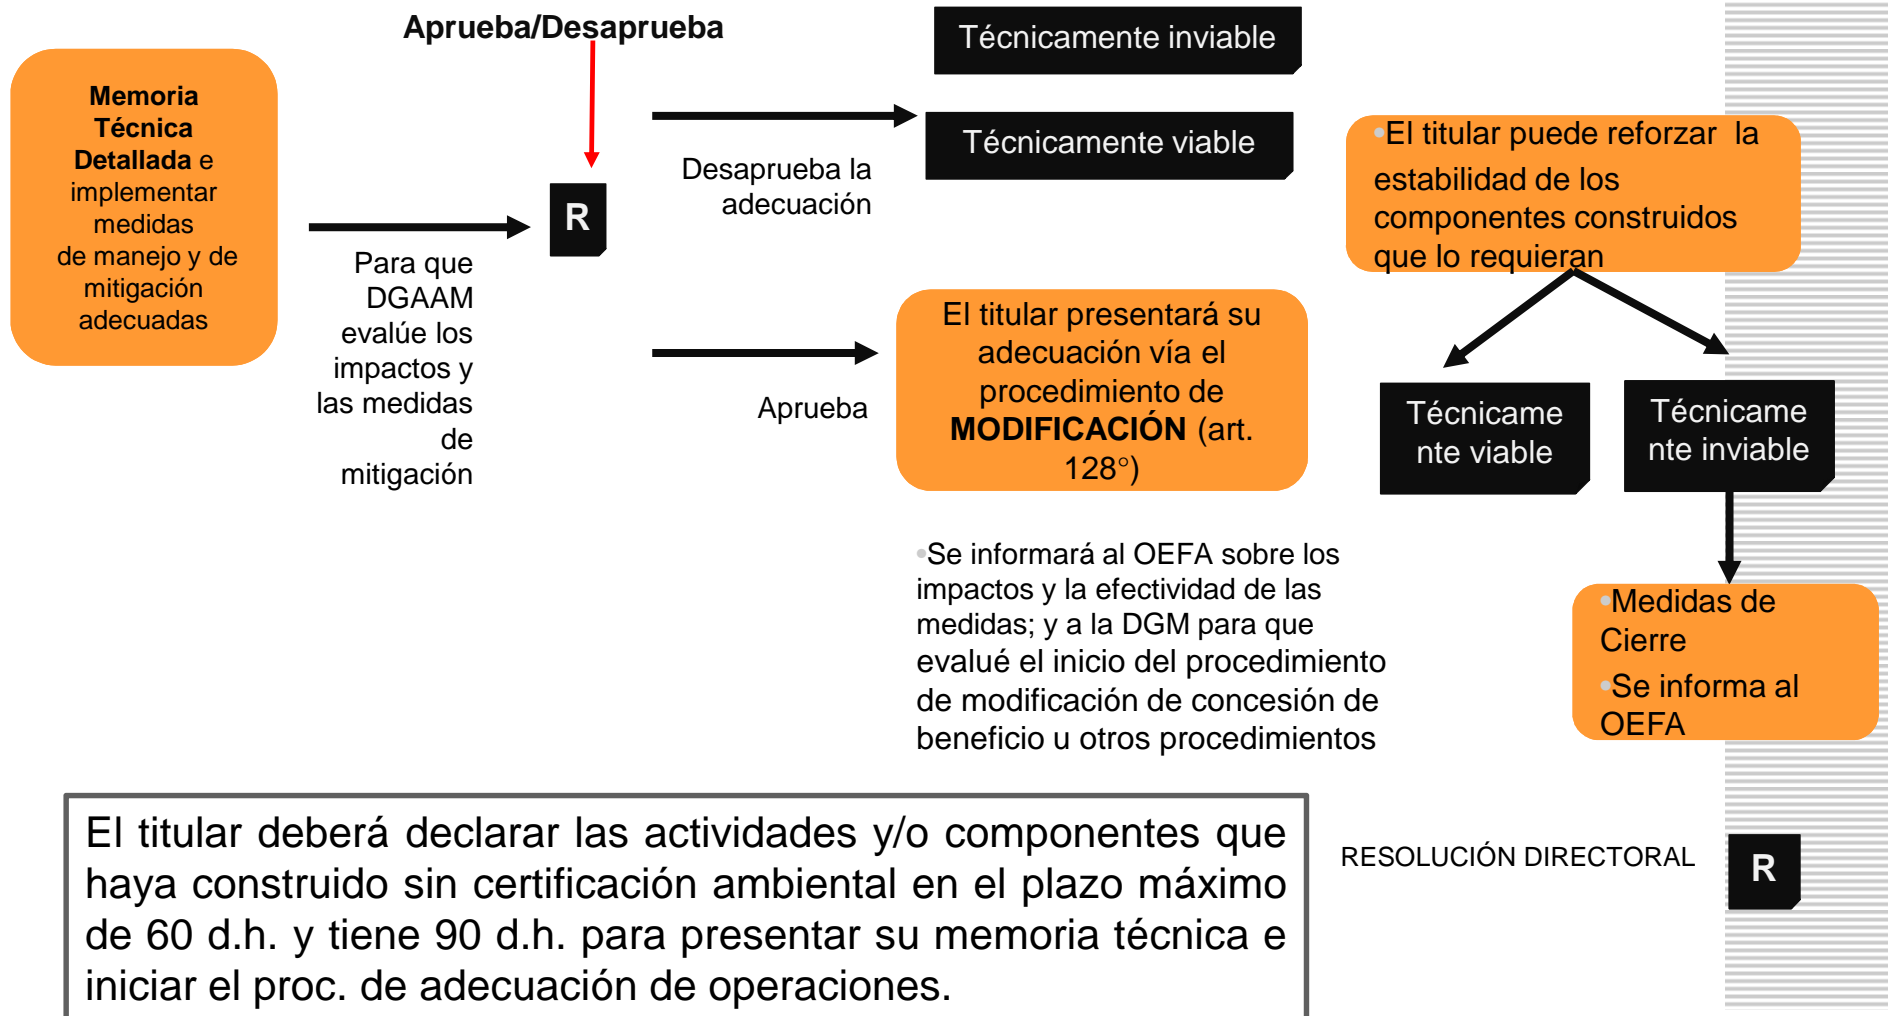 Aprueba/Desaprueba
Memoria
Técnica
Detallada e
implementar
medidas
de manejo y de
mitigación
adecuadas
Para que
DGAAM
evalúe los
impactos y
las medidas
de
mitigación
R
Desaprueba la
adecuación
Aprueba
Técnicamente inviable
Técnicamente viable
El titular presentará su
adecuación vía el
procedimiento de
MODIFICACIÓN (art.
128°)
•Se informará al OEFA sobre los
impactos y la efectividad de las
medidas; y a la DGM para que
evalué el inicio del procedimiento
de modificación de concesión de
beneficio u otros procedimientos
•El titular puede reforzar la
estabilidad de los
componentes construidos
que lo requieran
Técnicame
nte viable
Técnicame
nte inviable
•Medidas de
Cierre
•Se informa al
OEFA
El titular deberá declarar las actividades y/o componentes que
haya construido sin certificación ambiental en el plazo máximo
de 60 d.h. y tiene 90 d.h. para presentar su memoria técnica e
iniciar el proc. de adecuación de operaciones.
RESOLUCIÓN DIRECTORAL
R